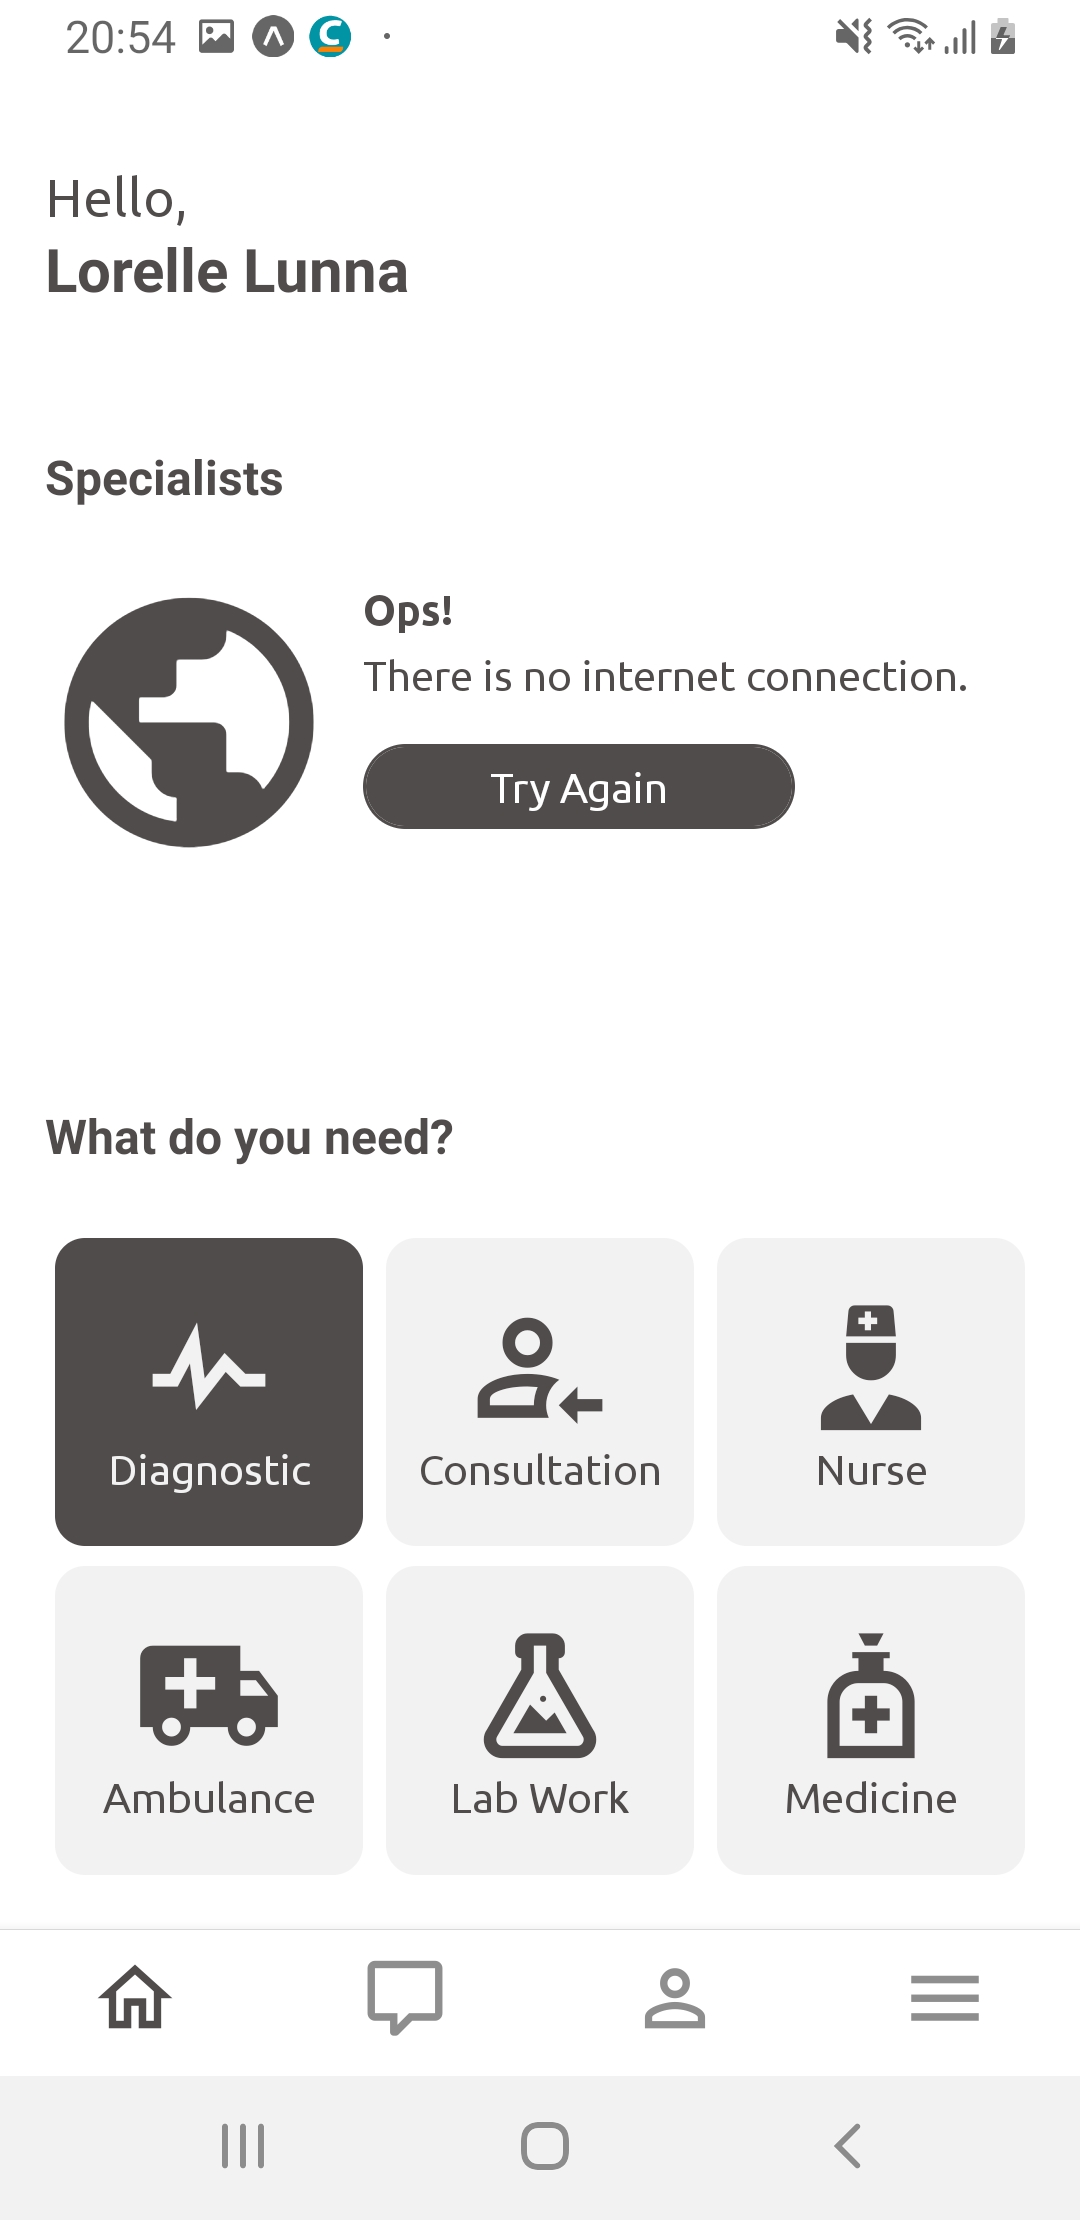 20:54
Hello,
Lorelle Lunna
Specialists
Ops!
There is no internet connection.
Try Again
What do you need?
Diagnostic
Consultation
Nurse
Ambulance
Lab Work
Medicine